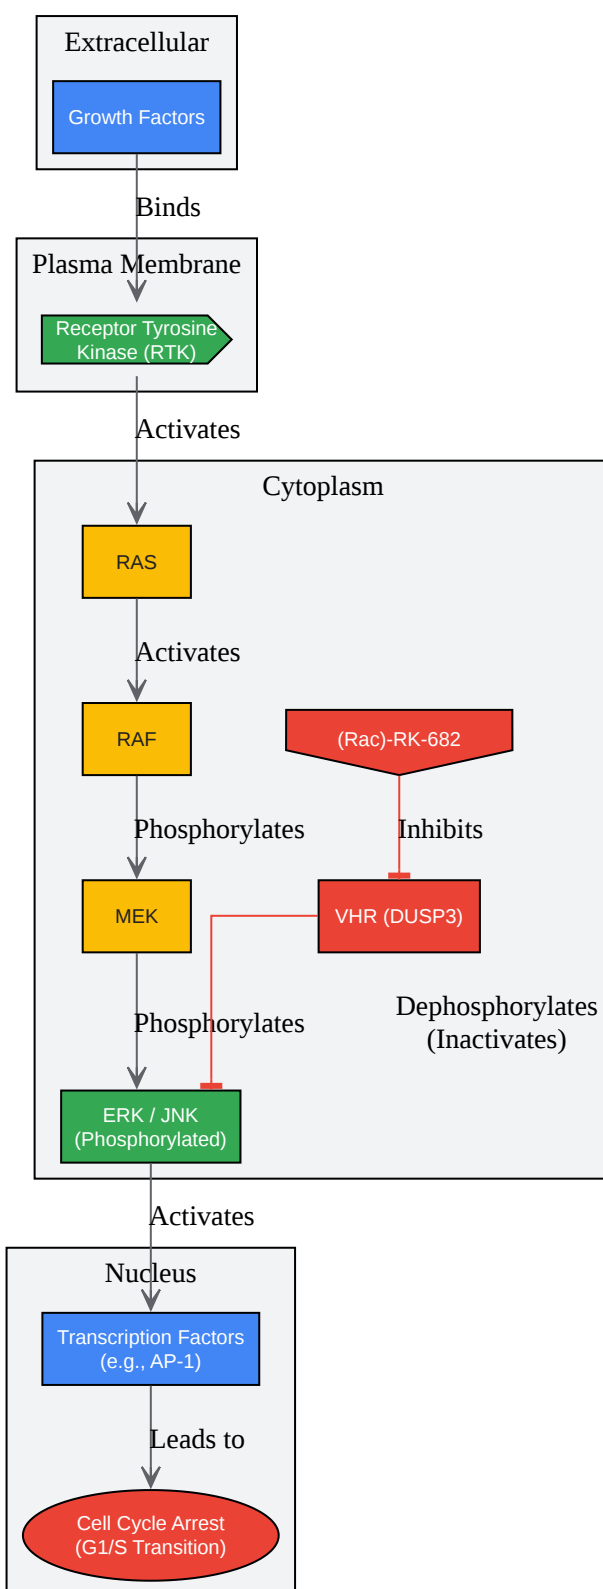 Extracellular
Growth Factors
Binds
Plasma Membrane
Receptor Tyrosine
Kinase (RTK)
Activates
Cytoplasm
RAS
Activates
RAF
(Rac)-RK-682
Phosphorylates
Inhibits
MEK
VHR (DUSP3)
Phosphorylates
Dephosphorylates
(Inactivates)
ERK / JNK
(Phosphorylated)
Activates
Nucleus
Transcription Factors
(e.g., AP-1)
Leads to
Cell Cycle Arrest
(G1/S Transition)